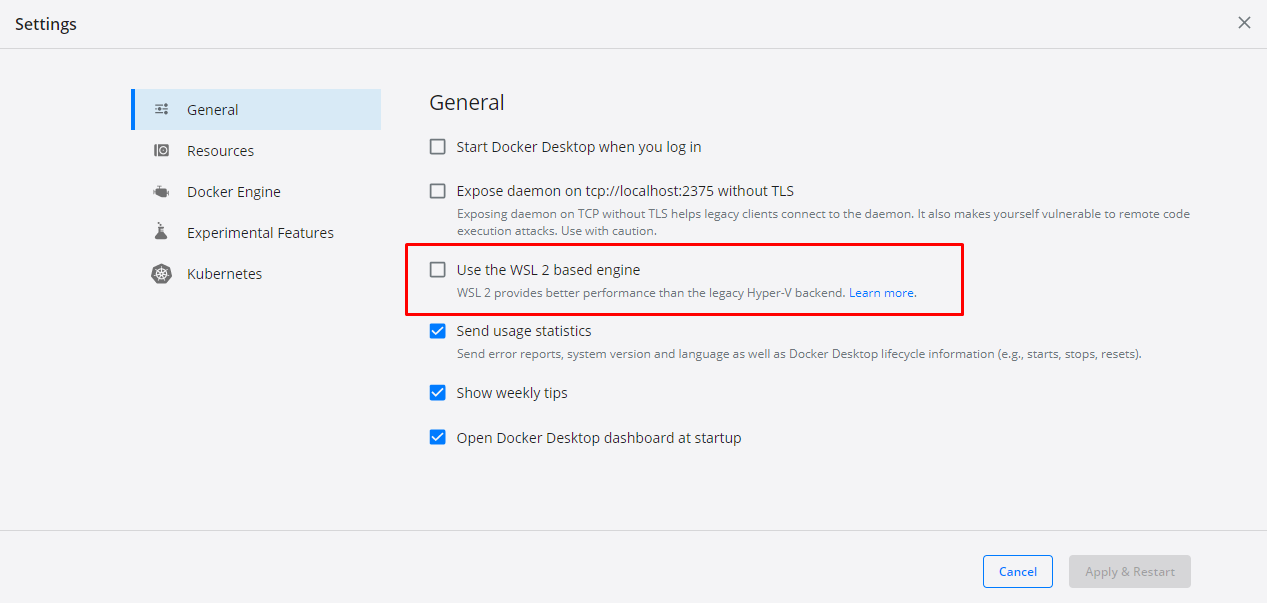 Settings
General
Resources
Docker Engine
Experimental Features
Kubernetes
General
Start Docker Desktop when you log in
Expose daemon on tcp://localhost:2375 without TLS
Exposing daemon on TCP without TLS helps legacy clients connect to the daemon. It also makes yourself vulnerable to remote code
execution attacks. Use with caution.
Use the WSL 2 based engine
WSL 2 provides better performance than the legacy Hyper-V backend. Learn more.
Send usage statistics
Send error reports, system version and language as well as Docker Desktop lifecycle information (e.g., starts, stops, resets).
Show weekly tips
Open Docker Desktop dashboard at startup
Cancel
Apply & Restart